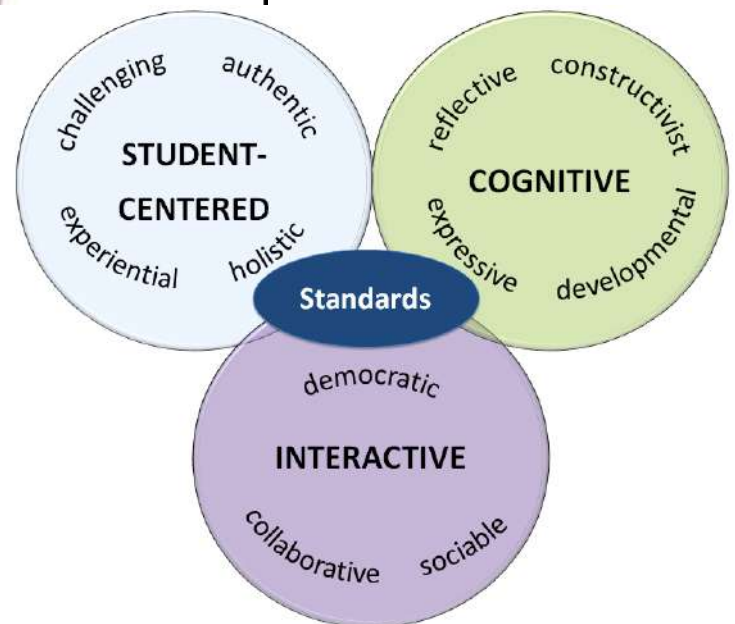 challenging
authentic
STUDENT-
CENTERED
experiential
holistic
reflective
constructivist
COGNITIVE
expressive
developmental
Standards
democratic
INTERACTIVE
collaborative
sociable